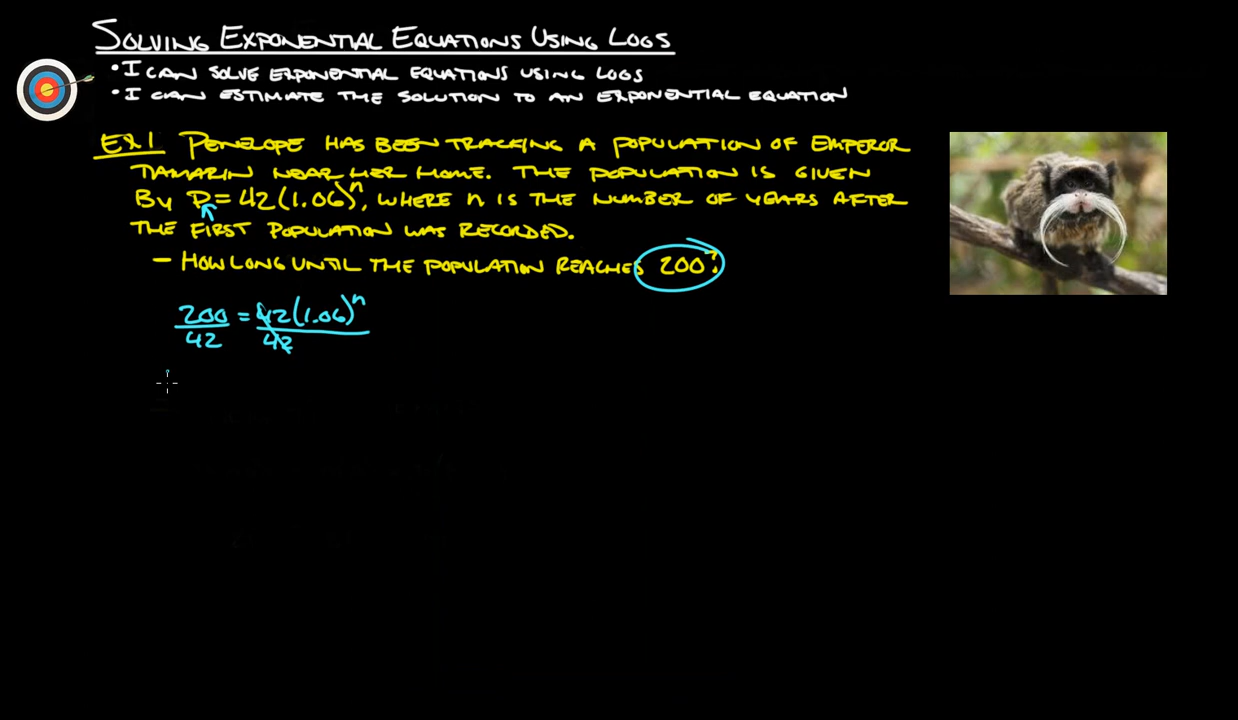 SOLVING EXPONENTIAL EQUATIONS USING LOGS
• I CAN SOLVE EXPONENTIAL EQUATIONS USING LOGS
• I CAN ESTIMATE THE SOLUTION TO AN EXPONENTIAL EQUATION
EX1 PENELOPE HAS BEEN TRACKING A POPULATION OF EMPEROR
TAMARIN NEAR HER HOME. THE POPULATION IS GIVEN
BY P = 42(1.06)^n, WHERE n IS THE NUMBER OF YEARS AFTER
THE FIRST POPULATION WAS RECORDED.
– HOW LONG UNTIL THE POPULATION REACHES 200?
200 = 42(1.06)^n
42 42